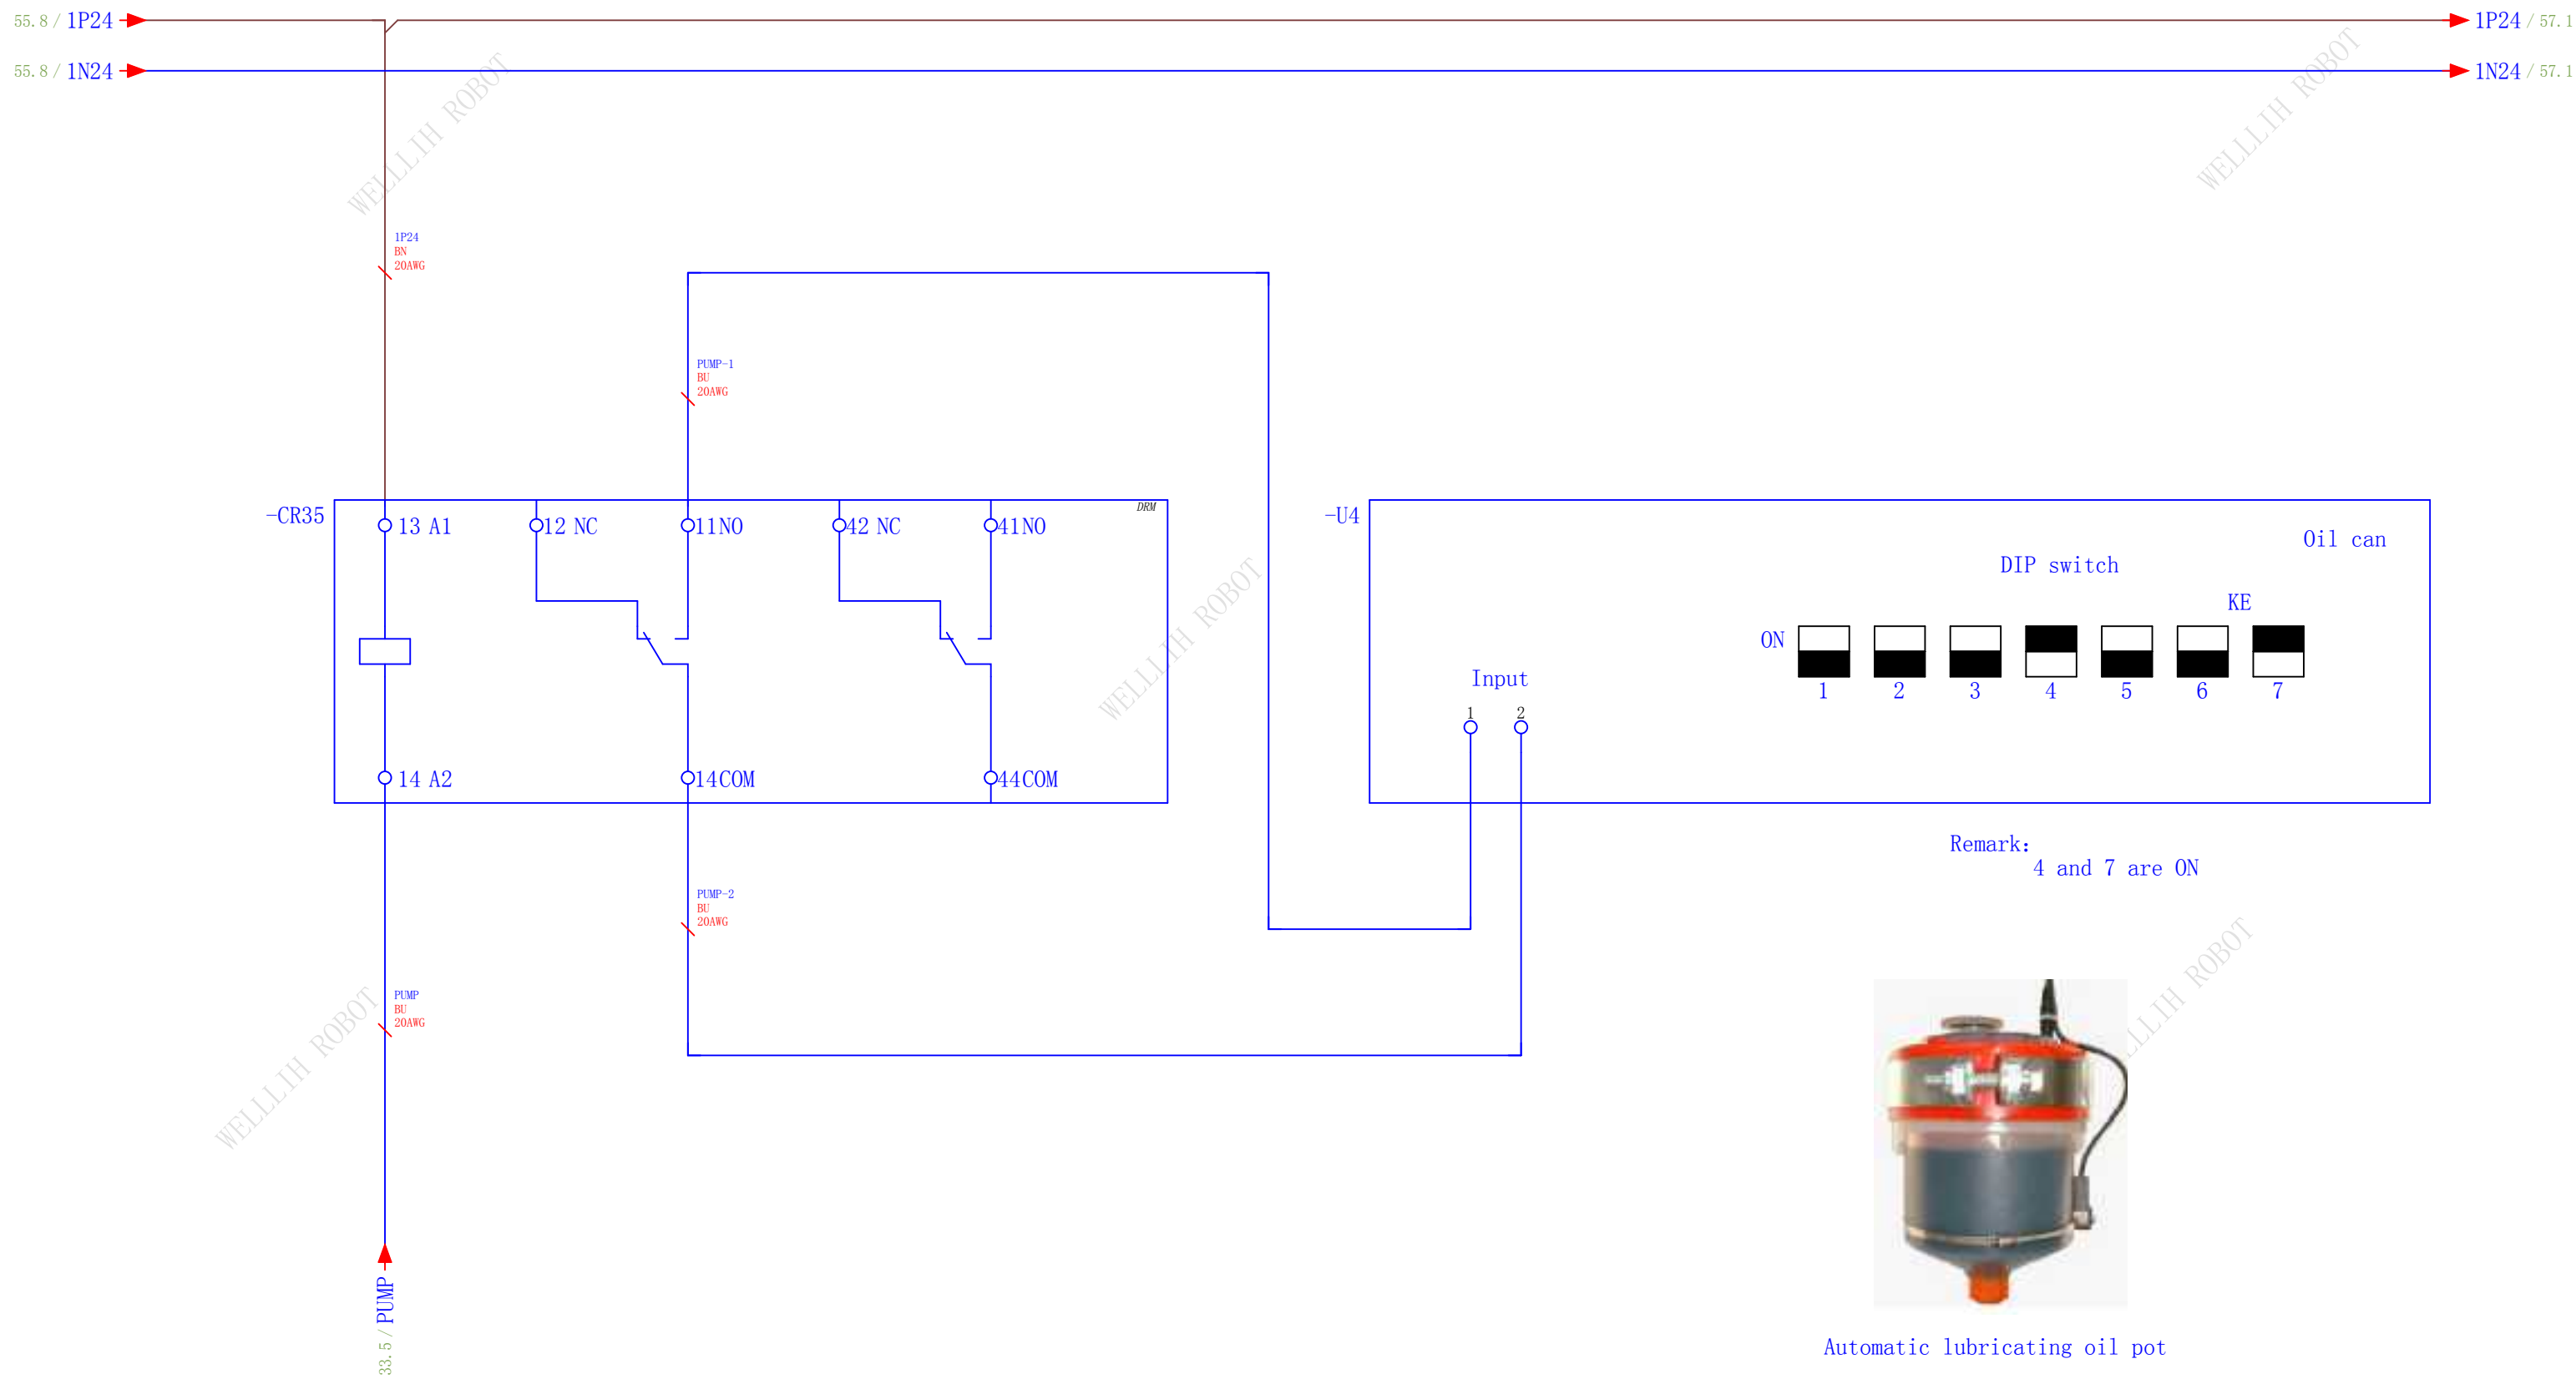 55.8 / 1P24
1P24 / 57.1
55.8 / 1N24
1N24 / 57.1
WELLLIH ROBOT
WELLLIH ROBOT
1P24
BN
20AWG
PUMP-1
BU
20AWG
-CR35
DRM
13 A1
12 NC
11NO
42 NC
41NO
14 A2
14COM
44COM
-U4
Oil can
DIP switch
KE
ON
1 2 3 4 5 6 7
Input
1 2
WELLLIH ROBOT
Remark:
4 and 7 are ON
PUMP-2
BU
20AWG
PUMP
BU
20AWG
WELLLIH ROBOT
LLIH ROBOT
33.5 / PUMP
Automatic lubricating oil pot